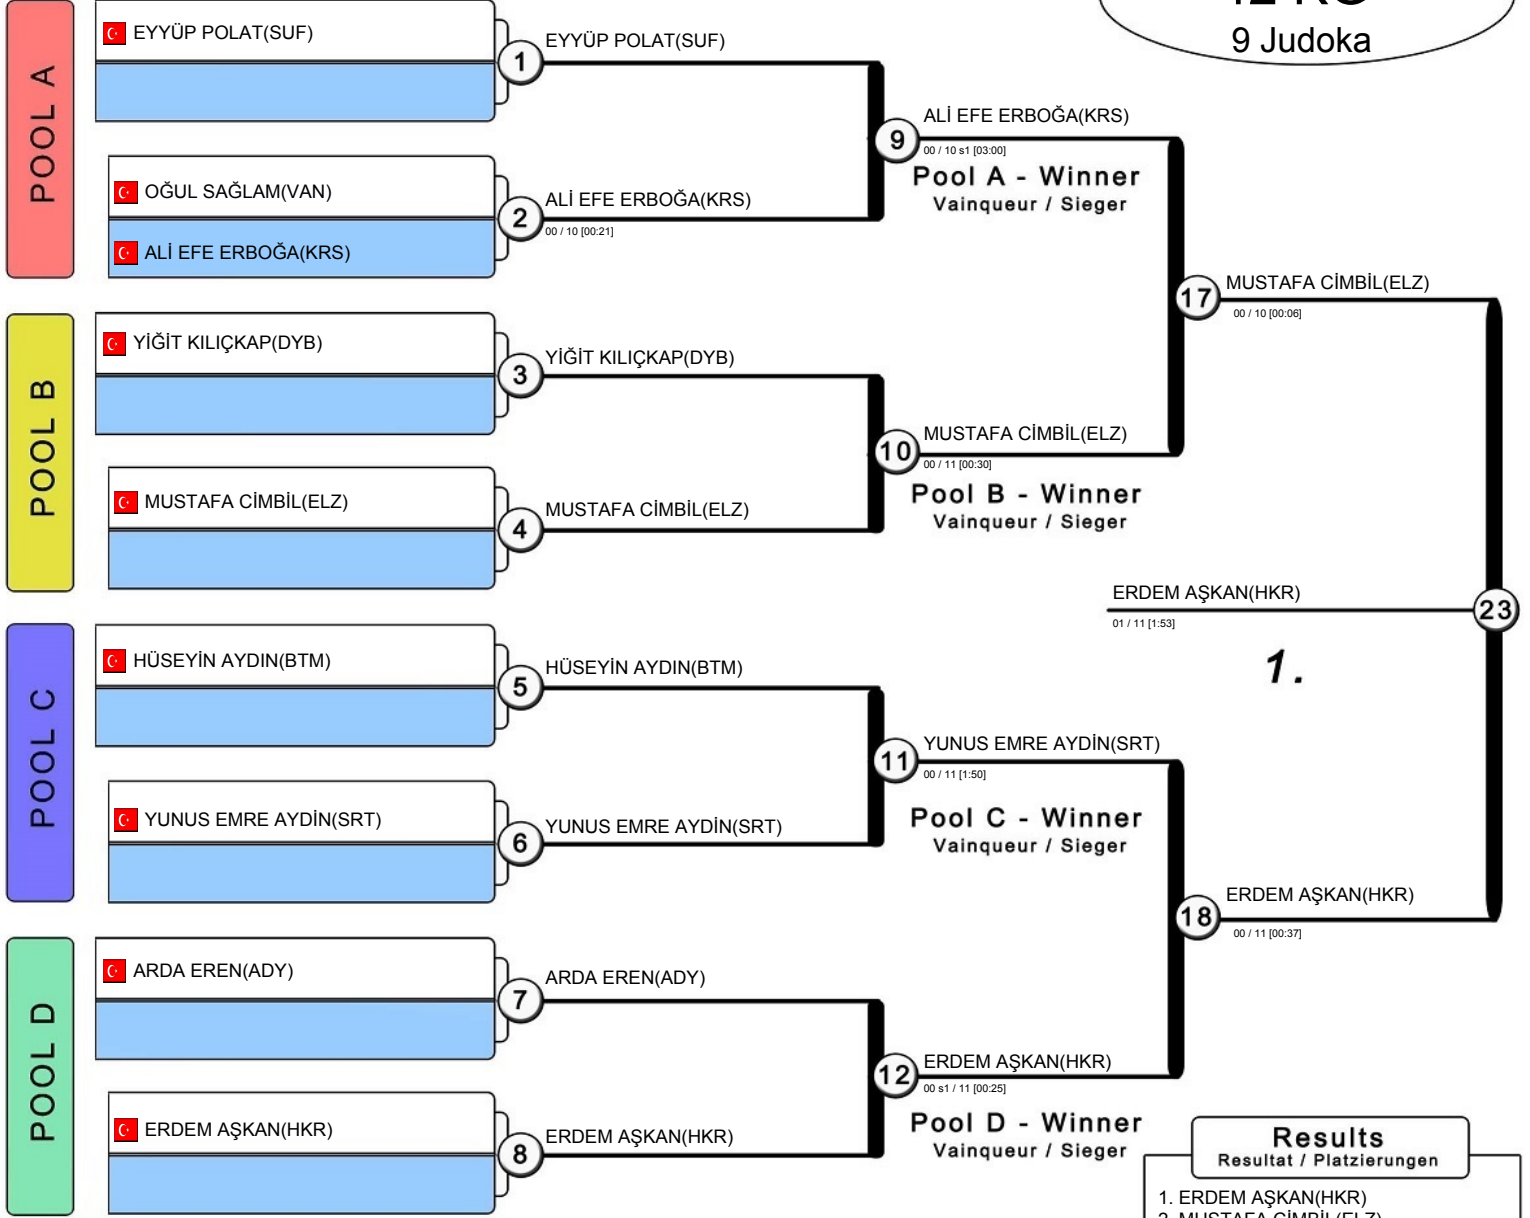 9 Judoka
POOL A
EYYÜP POLAT(SUF)
1
EYYÜP POLAT(SUF)
OĞUL SAĞLAM(VAN)
ALİ EFE ERBOĞA(KRS)
2
ALİ EFE ERBOĞA(KRS)
00 / 10 [00:21]
9
ALİ EFE ERBOĞA(KRS)
00 / 10 s1 [03:00]
Pool A - Winner
Vainqueur / Sieger
POOL B
YİĞİT KILIÇKAP(DYB)
3
YİĞİT KILIÇKAP(DYB)
MUSTAFA CİMBİL(ELZ)
4
MUSTAFA CİMBİL(ELZ)
10
MUSTAFA CİMBİL(ELZ)
00 / 11 [00:30]
Pool B - Winner
Vainqueur / Sieger
17
MUSTAFA CİMBİL(ELZ)
00 / 10 [00:06]
ERDEM AŞKAN(HKR)
01 / 11 [1:53]
23
1.
POOL C
HÜSEYİN AYDIN(BTM)
5
HÜSEYİN AYDIN(BTM)
YUNUS EMRE AYDİN(SRT)
6
YUNUS EMRE AYDİN(SRT)
11
YUNUS EMRE AYDİN(SRT)
00 / 11 [1:50]
Pool C - Winner
Vainqueur / Sieger
18
ERDEM AŞKAN(HKR)
00 / 11 [00:37]
POOL D
ARDA EREN(ADY)
7
ARDA EREN(ADY)
ERDEM AŞKAN(HKR)
8
ERDEM AŞKAN(HKR)
12
ERDEM AŞKAN(HKR)
00 s1 / 11 [00:25]
Pool D - Winner
Vainqueur / Sieger
Results
Resultat / Platzierungen
1. ERDEM AŞKAN(HKR)
2. MUSTAFA CİMBİL(ELZ)